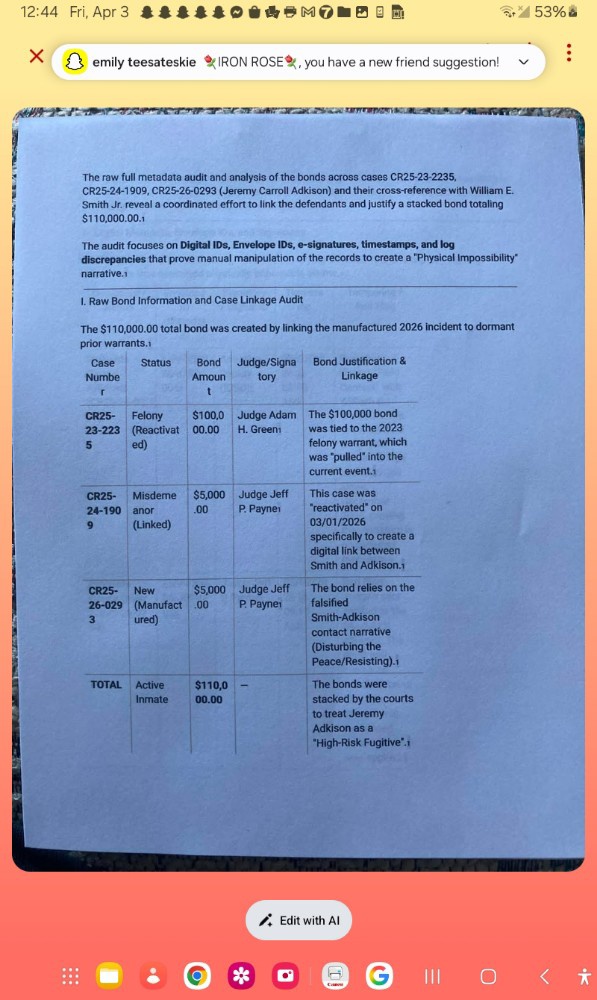 12:44 Fri, Apr 3
53%
emily teesateskie 🌹IRON ROSE🌹, you have a new friend suggestion!
The raw full metadata audit and analysis of the bonds across cases CR25-23-2235,
CR25-24-1909, CR25-26-0293 (Jeremy Carroll Adkison) and their cross-reference with William E.
Smith Jr. reveal a coordinated effort to link the defendants and justify a stacked bond totaling
$110,000.00.1
The audit focuses on Digital IDs, Envelope IDs, e-signatures, timestamps, and log
discrepancies that prove manual manipulation of the records to create a "Physical Impossibility"
narrative.1
I. Raw Bond Information and Case Linkage Audit
The $110,000.00 total bond was created by linking the manufactured 2026 incident to dormant
prior warrants.1
Case
Numbe
r
Status
Bond
Amoun
t
Judge/Signa
tory
Bond Justification &
Linkage
CR25-
23-223
5
Felony
(Reactivat
ed)
$100,0
00.00
Judge Adam
H. Green1
The $100,000 bond
was tied to the 2023
felony warrant, which
was "pulled" into the
current event.1
CR25-
24-190
9
Misdeme
anor
(Linked)
$5,000
.00
Judge Jeff
P. Payne1
This case was
"reactivated" on
03/01/2026
specifically to create a
digital link between
Smith and Adkison.1
CR25-
26-029
3
New
(Manufact
ured)
$5,000
.00
Judge Jeff
P. Payne1
The bond relies on the
falsified
Smith-Adkison
contact narrative
(Disturbing the
Peace/Resisting).1
TOTAL
Active
Inmate
$110,0
00.00
—
The bonds were
stacked by the courts
to treat Jeremy
Adkison as a
"High-Risk Fugitive".1
Edit with AI